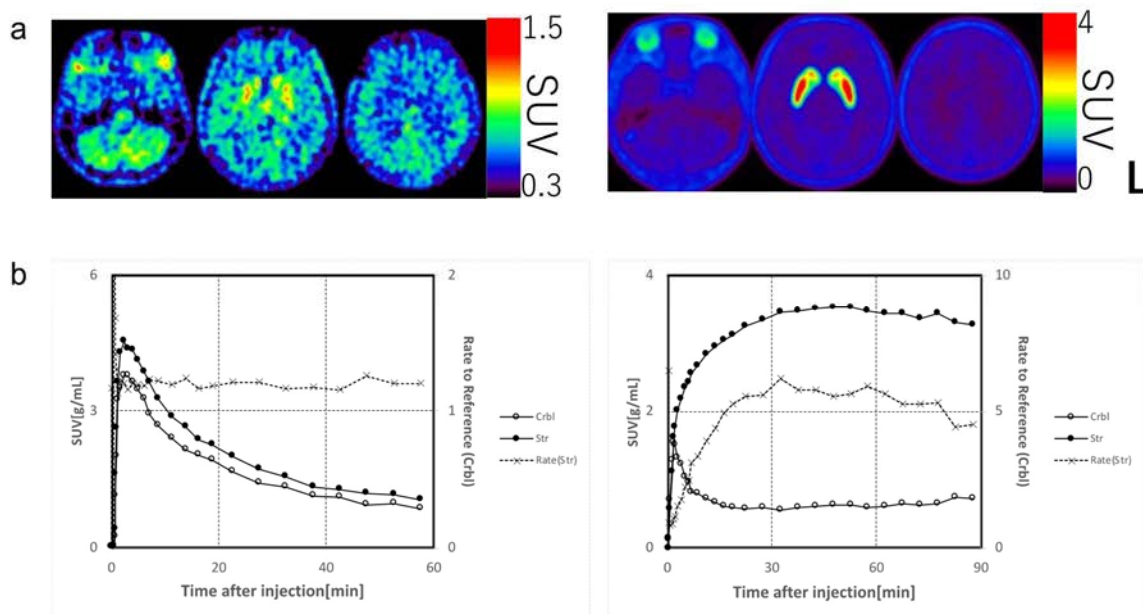 a
1.5
SUV
0.3
4
SUV
0
L
b
6
3
0
2
1
0
SUV[g/mL]
Rate to Reference (Crbl)
Crbl
Str
Rate(Str)
0
20
40
60
Time after injection[min]
4
2
0
10
5
0
SUV[g/mL]
Rate to Reference (Crbl)
Crbl
Str
Rate(Str)
0
30
60
90
Time after injection[min]